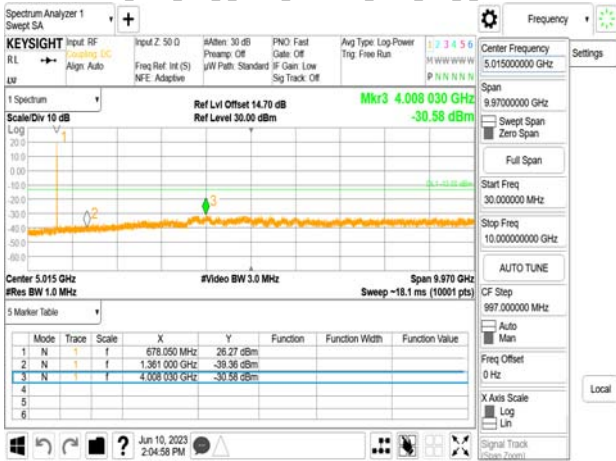 Spectrum Analyzer 1
Swept SA
Frequency
KEYSIGHT Input: RF Input Z: 50 Ω #Atten: 30 dB PNO: Fast Avg Type: Log-Power 1 2 3 4 5 6
RL Coupling: DC Preamp: Off Gate: Off Trig: Free Run M W W W W W
Align: Auto Freq Ref: Int (S) µW Path: Standard IF Gain: Low
NFE: Adaptive Sig Track: Off P N N N N N
1 Spectrum
Ref Lvl Offset 14.70 dB
Mkr3 4.008 030 GHz
Scale/Div 10 dB
Ref Level 30.00 dBm
-30.58 dBm
Log
20.0
10.0
0.00
-10.0
-20.0
-30.0
-40.0
-50.0
-60.0
1
2
3
Center 5.015 GHz #Video BW 3.0 MHz Span 9.970 GHz
#Res BW 1.0 MHz Sweep ~18.1 ms (10001 pts)
5 Marker Table
Mode Trace Scale X Y Function Function Width Function Value
1 N 1 f 678.050 MHz 26.27 dBm
2 N 1 f 1.361 000 GHz -39.36 dBm
3 N 1 f 4.008 030 GHz -30.58 dBm
4
5
6
Jun 10, 2023
2:04:58 PM
Center Frequency
5.015000000 GHz
Settings
Span
9.97000000 GHz
Swept Span
Zero Span
Full Span
Start Freq
30.000000 MHz
Stop Freq
10.000000000 GHz
AUTO TUNE
CF Step
997.000000 MHz
Auto
Man
Freq Offset
0 Hz
Local
X Axis Scale
Log
Lin
Signal Track
(Span Zoom)